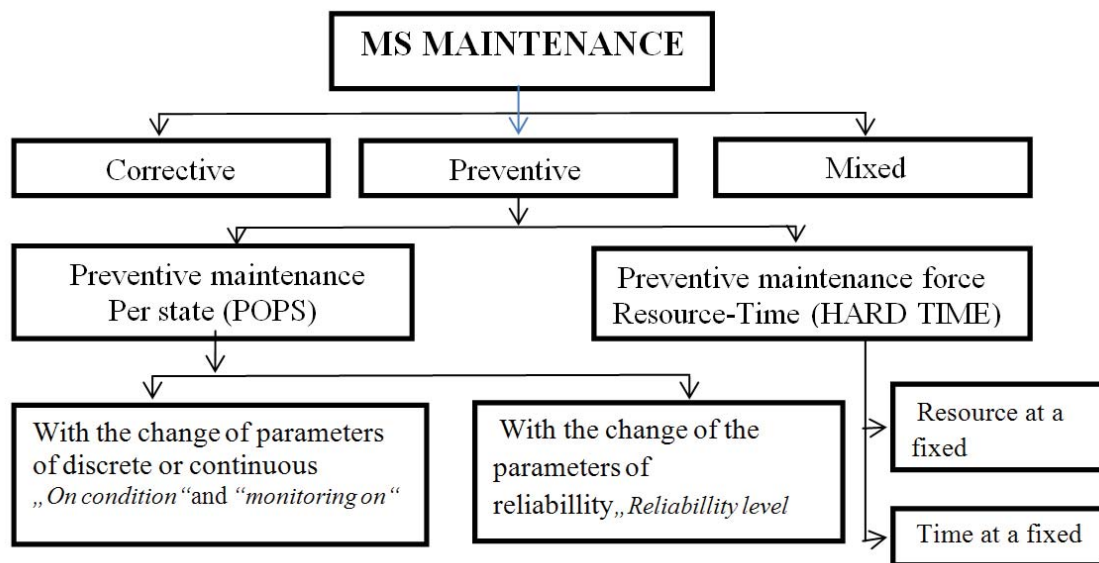 MS MAINTENANCE
Corrective
Preventive
Mixed
Preventive maintenance
Per state (POPS)
Preventive maintenance force
Resource-Time (HARD TIME)
With the change of parameters
of discrete or continuous
„On condition“and “monitoring on“
With the change of the
parameters of
reliabillity„Reliabillity level
Resource at a
fixed
Time at a fixed